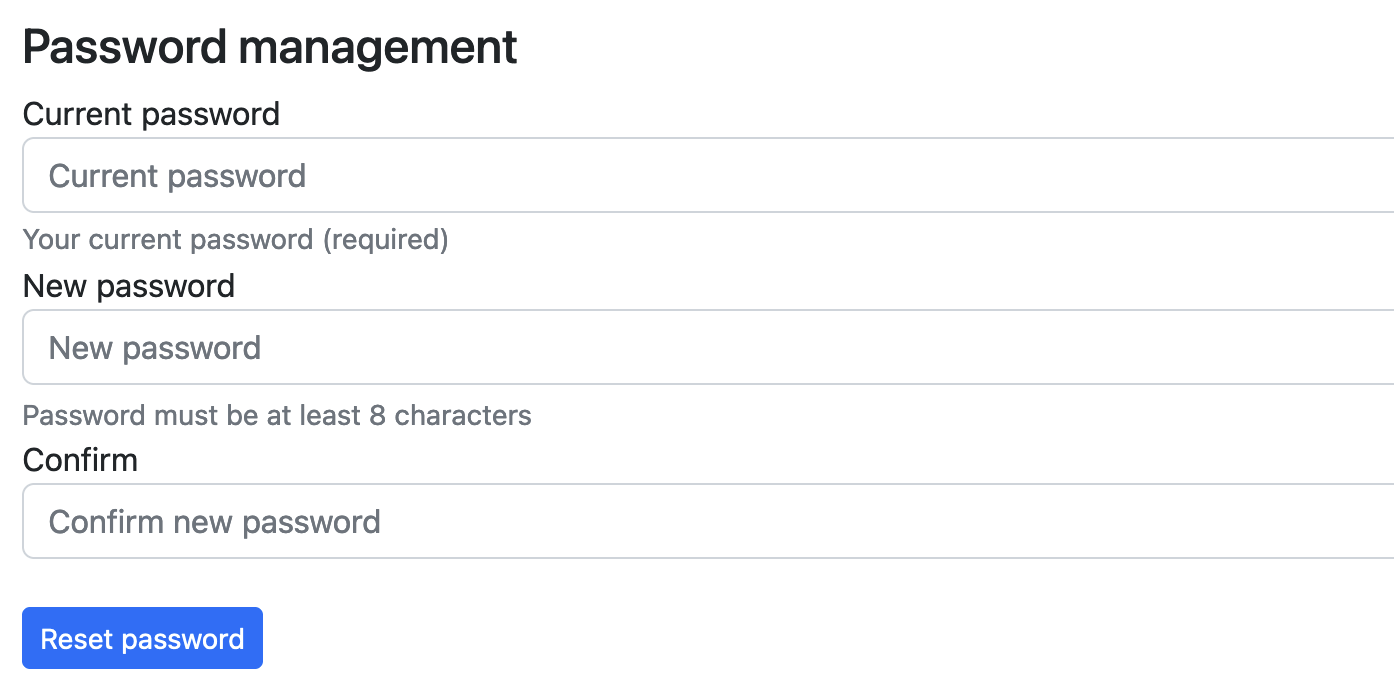 Password management
Current password
Current password
Your current password (required)
New password
New password
Password must be at least 8 characters
Confirm
Confirm new password
Reset password